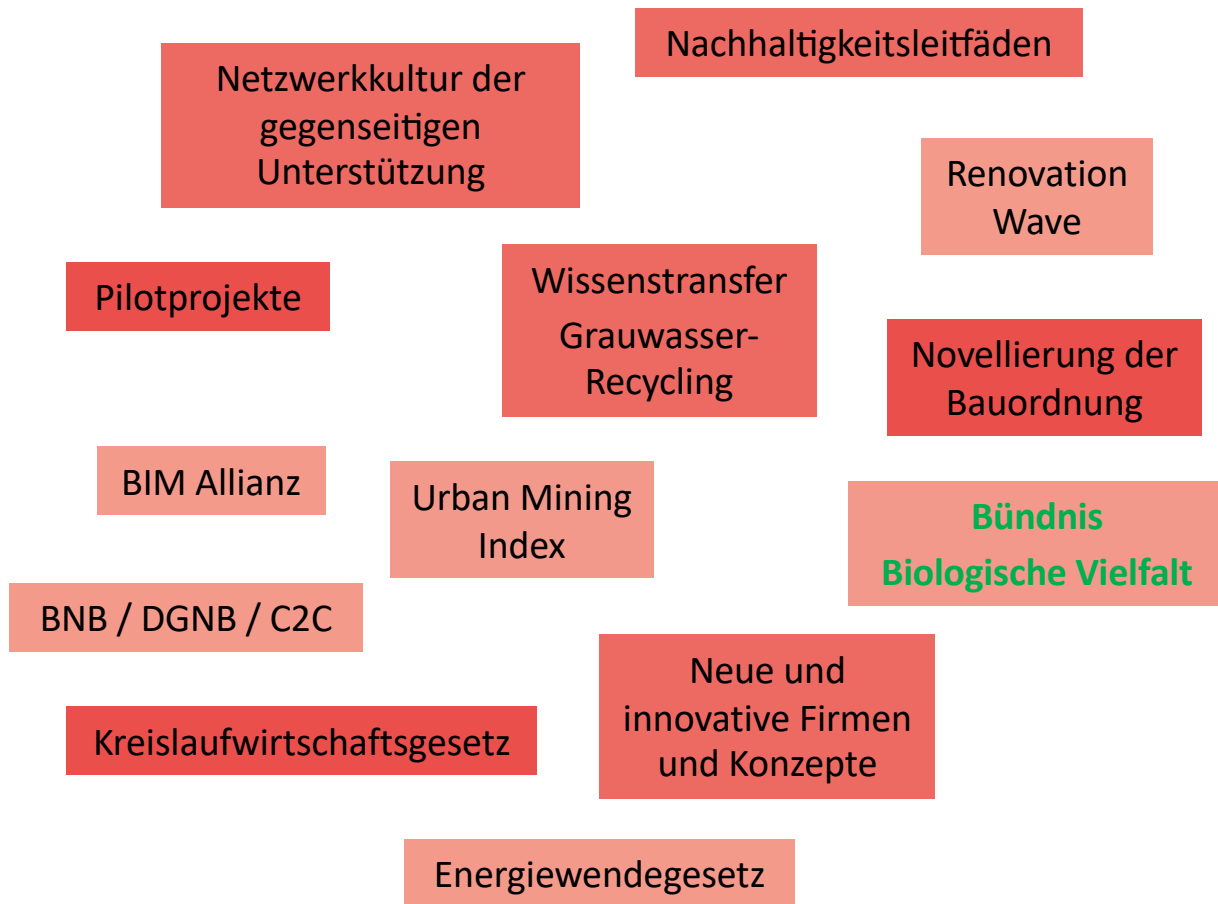 Nachhaltigkeitsleitfäden
Netzwerkkultur der
gegenseitigen
Unterstützung
Renovation
Wave
Pilotprojekte
Wissenstransfer
Grauwasser-
Recycling
Novellierung der
Bauordnung
BIM Allianz
Urban Mining
Index
Bündnis
Biologische Vielfalt
BNB / DGNB / C2C
Neue und
innovative Firmen
und Konzepte
Kreislaufwirtschaftsgesetz
Energiewendegesetz